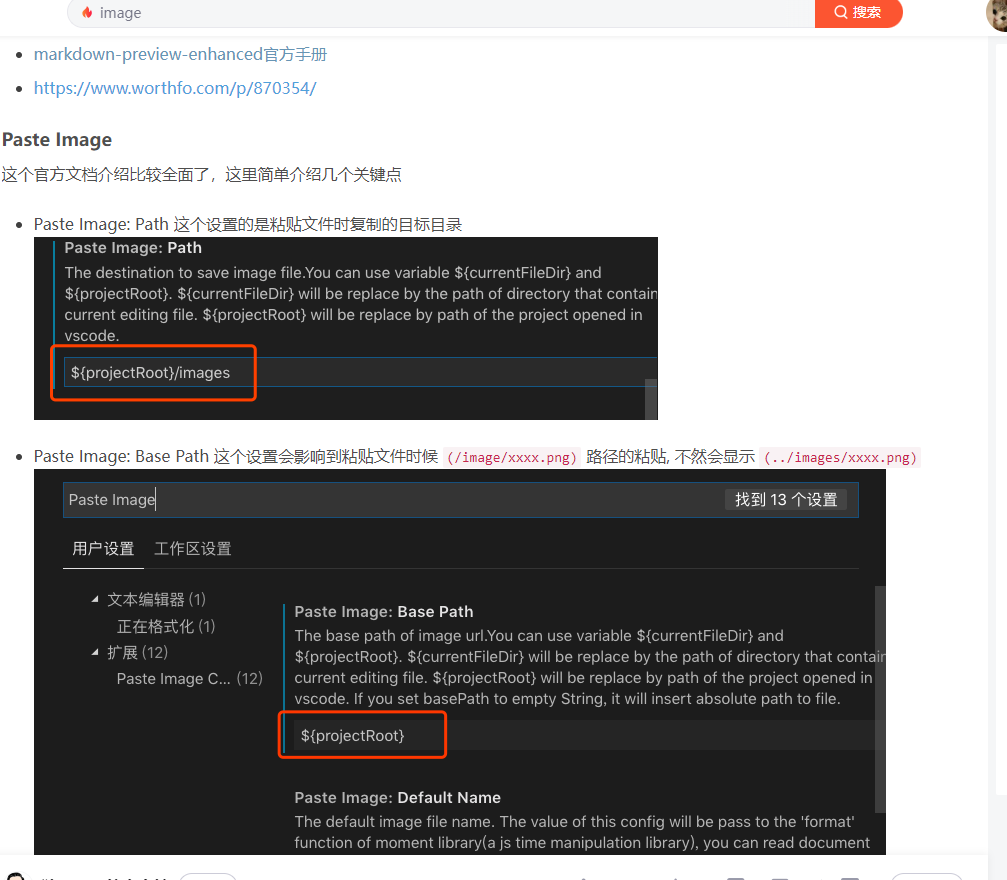 image
搜索
markdown-preview-enhanced官方手册
https://www.worthfo.com/p/870354/
Paste Image
这个官方文档介绍比较全面了，这里简单介绍几个关键点
Paste Image: Path 这个设置的是粘贴文件时复制的目标目录
Paste Image: Path
The destination to save image file.You can use variable ${currentFileDir} and
${projectRoot}. ${currentFileDir} will be replace by the path of directory that contain
current editing file. ${projectRoot} will be replace by path of the project opened in
vscode.
${projectRoot}/images
Paste Image: Base Path 这个设置会影响到粘贴文件时候 (/image/xxxx.png) 路径的粘贴, 不然会显示 (../images/xxxx.png)
Paste Image
找到 13 个设置
用户设置 工作区设置
文本编辑器 (1)
正在格式化 (1)
扩展 (12)
Paste Image C... (12)
Paste Image: Base Path
The base path of image url.You can use variable ${currentFileDir} and
${projectRoot}. ${currentFileDir} will be replace by the path of directory that contain
current editing file. ${projectRoot} will be replace by path of the project opened in
vscode. If you set basePath to empty String, it will insert absolute path to file.
${projectRoot}
Paste Image: Default Name
The default image file name. The value of this config will be pass to the 'format'
function of moment library(a js time manipulation library), you can read document